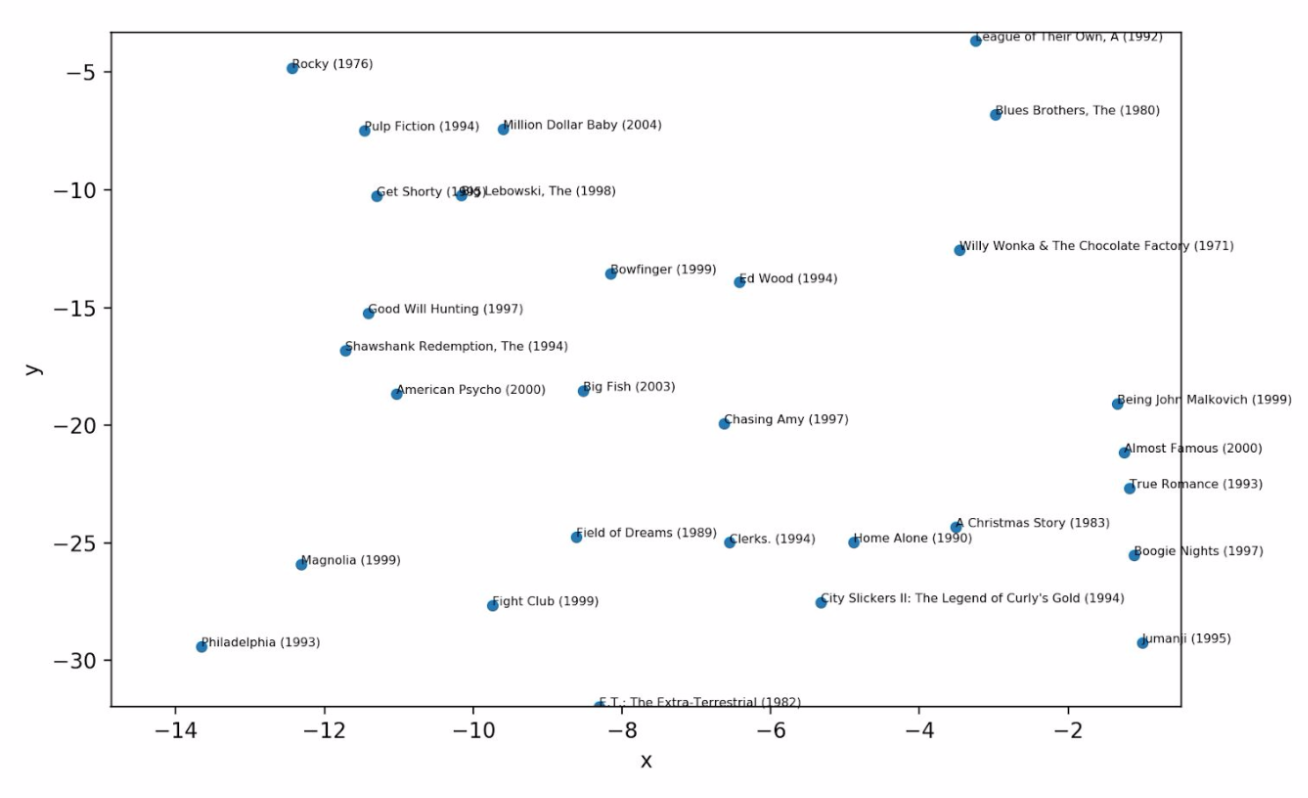 League of Their Own, A (1992)
−5
Rocky (1976)
Blues Brothers, The (1980)
Pulp Fiction (1994)
Million Dollar Baby (2004)
−10
Get Shorty (1995)
Big Lebowski, The (1998)
Willy Wonka & The Chocolate Factory (1971)
Bowfinger (1999)
Ed Wood (1994)
−15
Good Will Hunting (1997)
Shawshank Redemption, The (1994)
y
American Psycho (2000)
Big Fish (2003)
Being John Malkovich (1999)
−20
Chasing Amy (1997)
Almost Famous (2000)
True Romance (1993)
A Christmas Story (1983)
−25
Field of Dreams (1989)
Clerks. (1994)
Home Alone (1990)
Boogie Nights (1997)
Magnolia (1999)
Fight Club (1999)
City Slickers II: The Legend of Curly's Gold (1994)
−30
Philadelphia (1993)
Jumanji (1995)
E.T.: The Extra-Terrestrial (1982)
−14 −12 −10 −8 −6 −4 −2
x